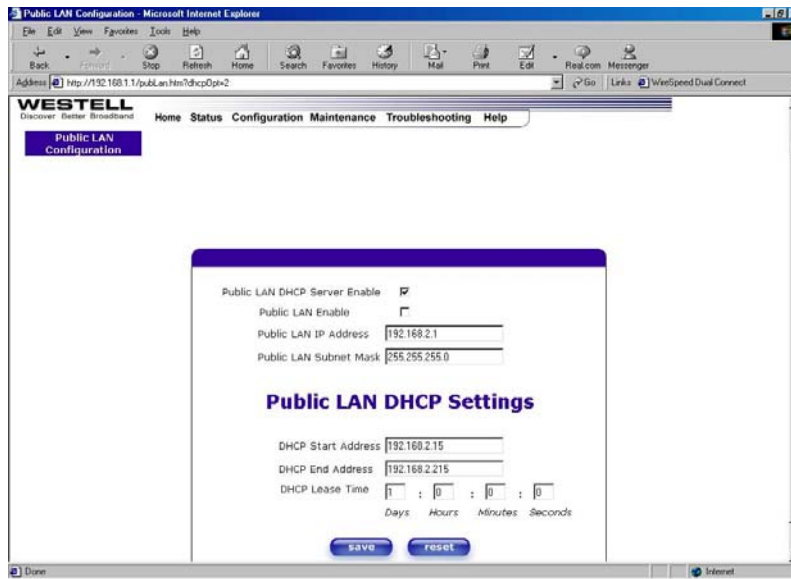 Public LAN Configuration - Microsoft Internet Explorer
File Edit View Favorites Tools Help
Back Forward Stop Refresh Home Search Favorites History Mail Print Edit Real.com Messenger
Address http://192.168.1.1/pubLan.htm?dhcpOpt=2 Go Links WireSpeed Dual Connect
WESTELL
Discover Better Broadband
Home Status Configuration Maintenance Troubleshooting Help
Public LAN
Configuration
Public LAN DHCP Server Enable
Public LAN Enable
Public LAN IP Address 192.168.2.1
Public LAN Subnet Mask 255.255.255.0
Public LAN DHCP Settings
DHCP Start Address 192.168.2.15
DHCP End Address 192.168.2.215
DHCP Lease Time 1 : 0 : 0 : 0
Days Hours Minutes Seconds
save reset
Done Internet